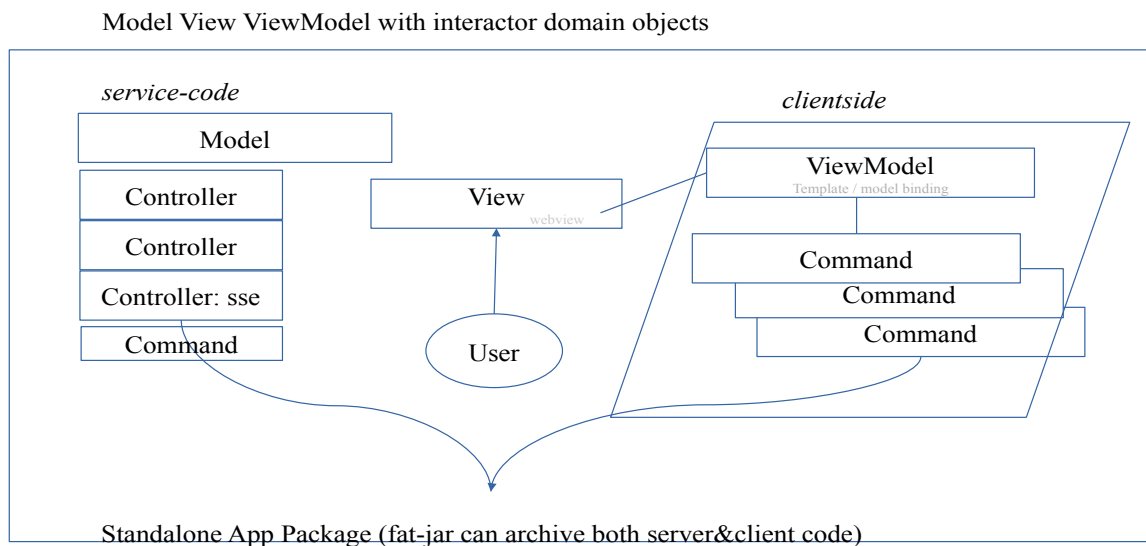 Model View ViewModel with interactor domain objects
service-code
clientside
Model
Controller
Controller
Controller: sse
Command
View
webview
User
ViewModel
Template / model binding
Command
Command
Command
Standalone App Package (fat-jar can archive both server&client code)